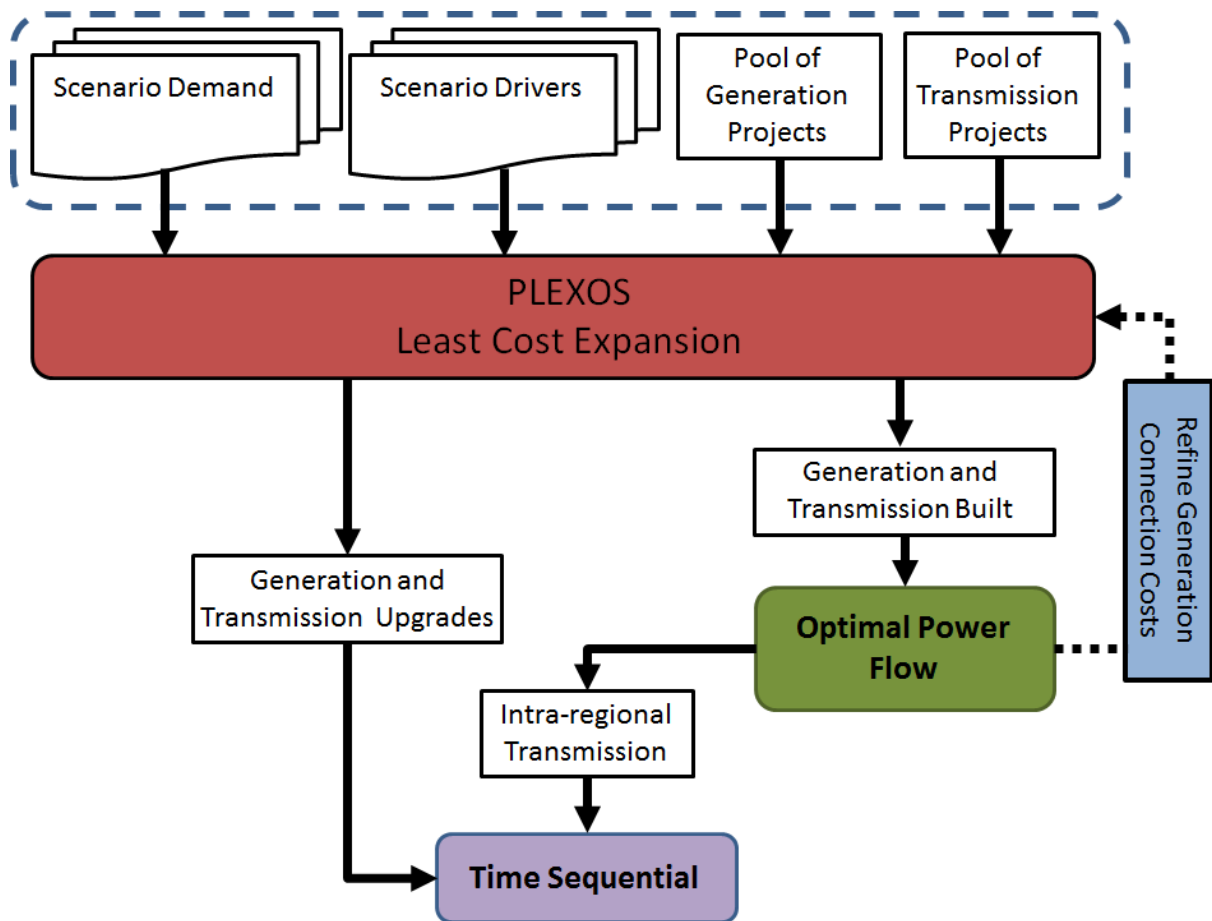 Scenario Demand
Scenario Drivers
Pool of
Generation
Projects
Pool of
Transmission
Projects
PLEXOS
Least Cost Expansion
Generation and
Transmission Built
Refine Generation
Connection Costs
Generation and
Transmission Upgrades
Optimal Power
Flow
Intra-regional
Transmission
Time Sequential